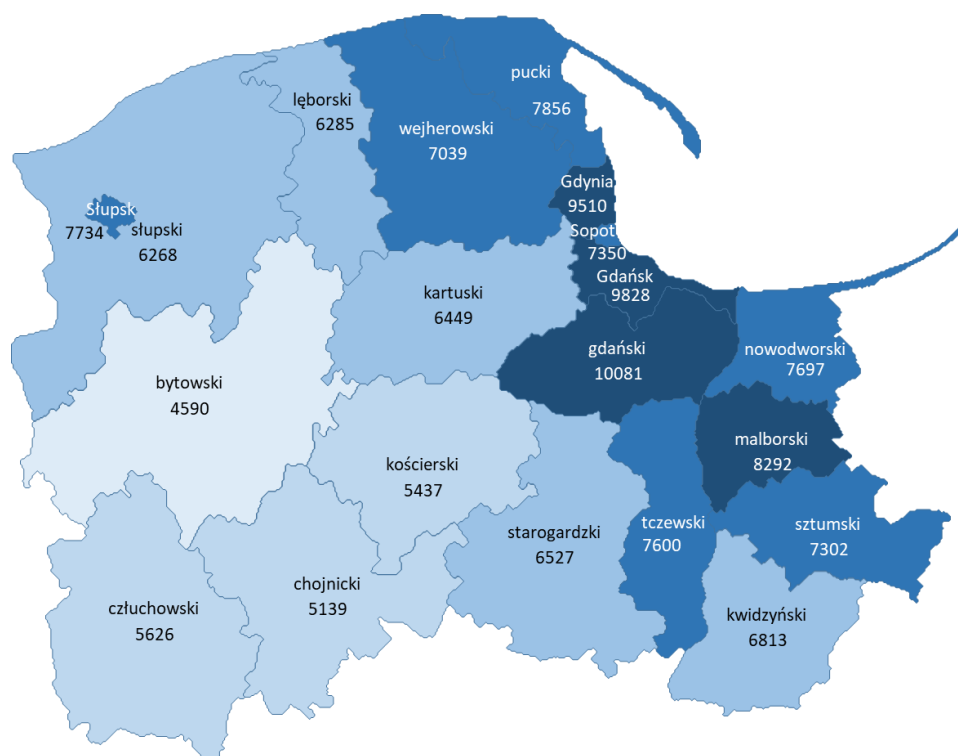 pucki
7856
lęborski
6285
wejherowski
7039
Gdynia
9510
Słupsk
7734
słupski
6268
Sopot
7350
Gdańsk
9828
kartuski
6449
gdański
10081
nowodworski
7697
bytowski
4590
malborski
8292
kościerski
5437
starogardzki
6527
tczewski
7600
sztumski
7302
chojnicki
5139
człuchowski
5626
kwidzyński
6813